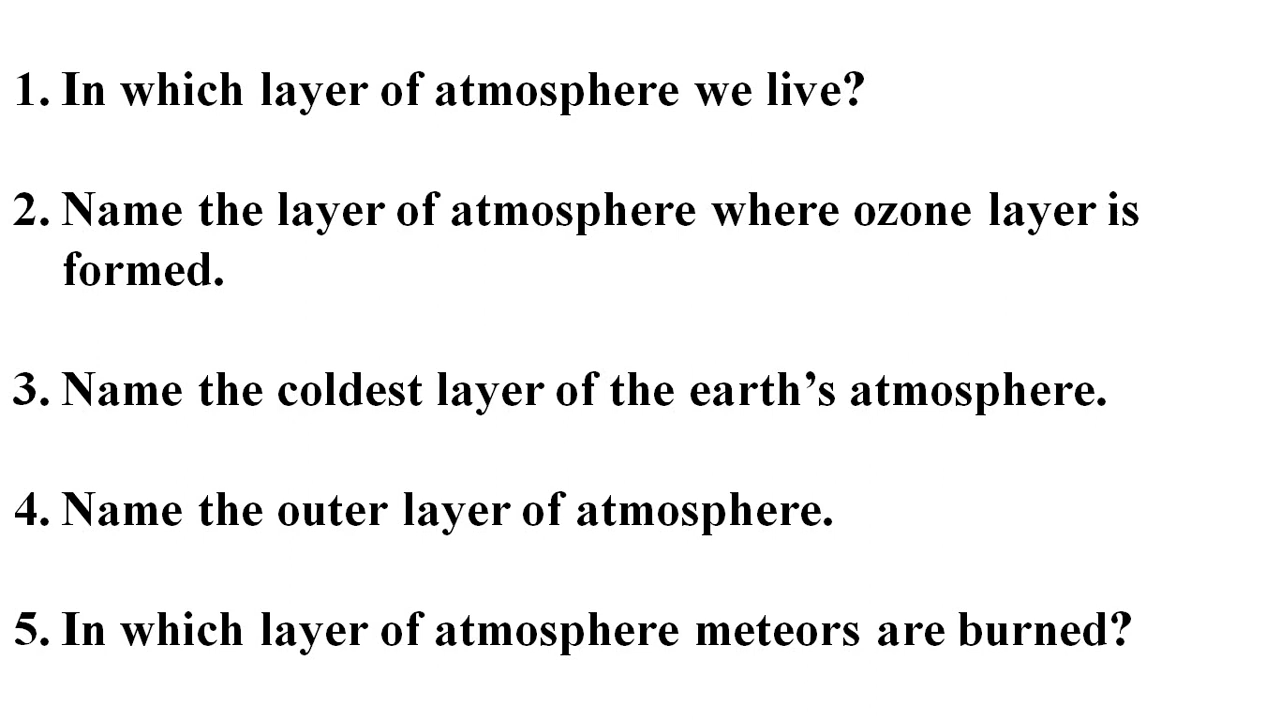 1. In which layer of atmosphere we live?
2. Name the layer of atmosphere where ozone layer is
formed.
3. Name the coldest layer of the earth’s atmosphere.
4. Name the outer layer of atmosphere.
5. In which layer of atmosphere meteors are burned?